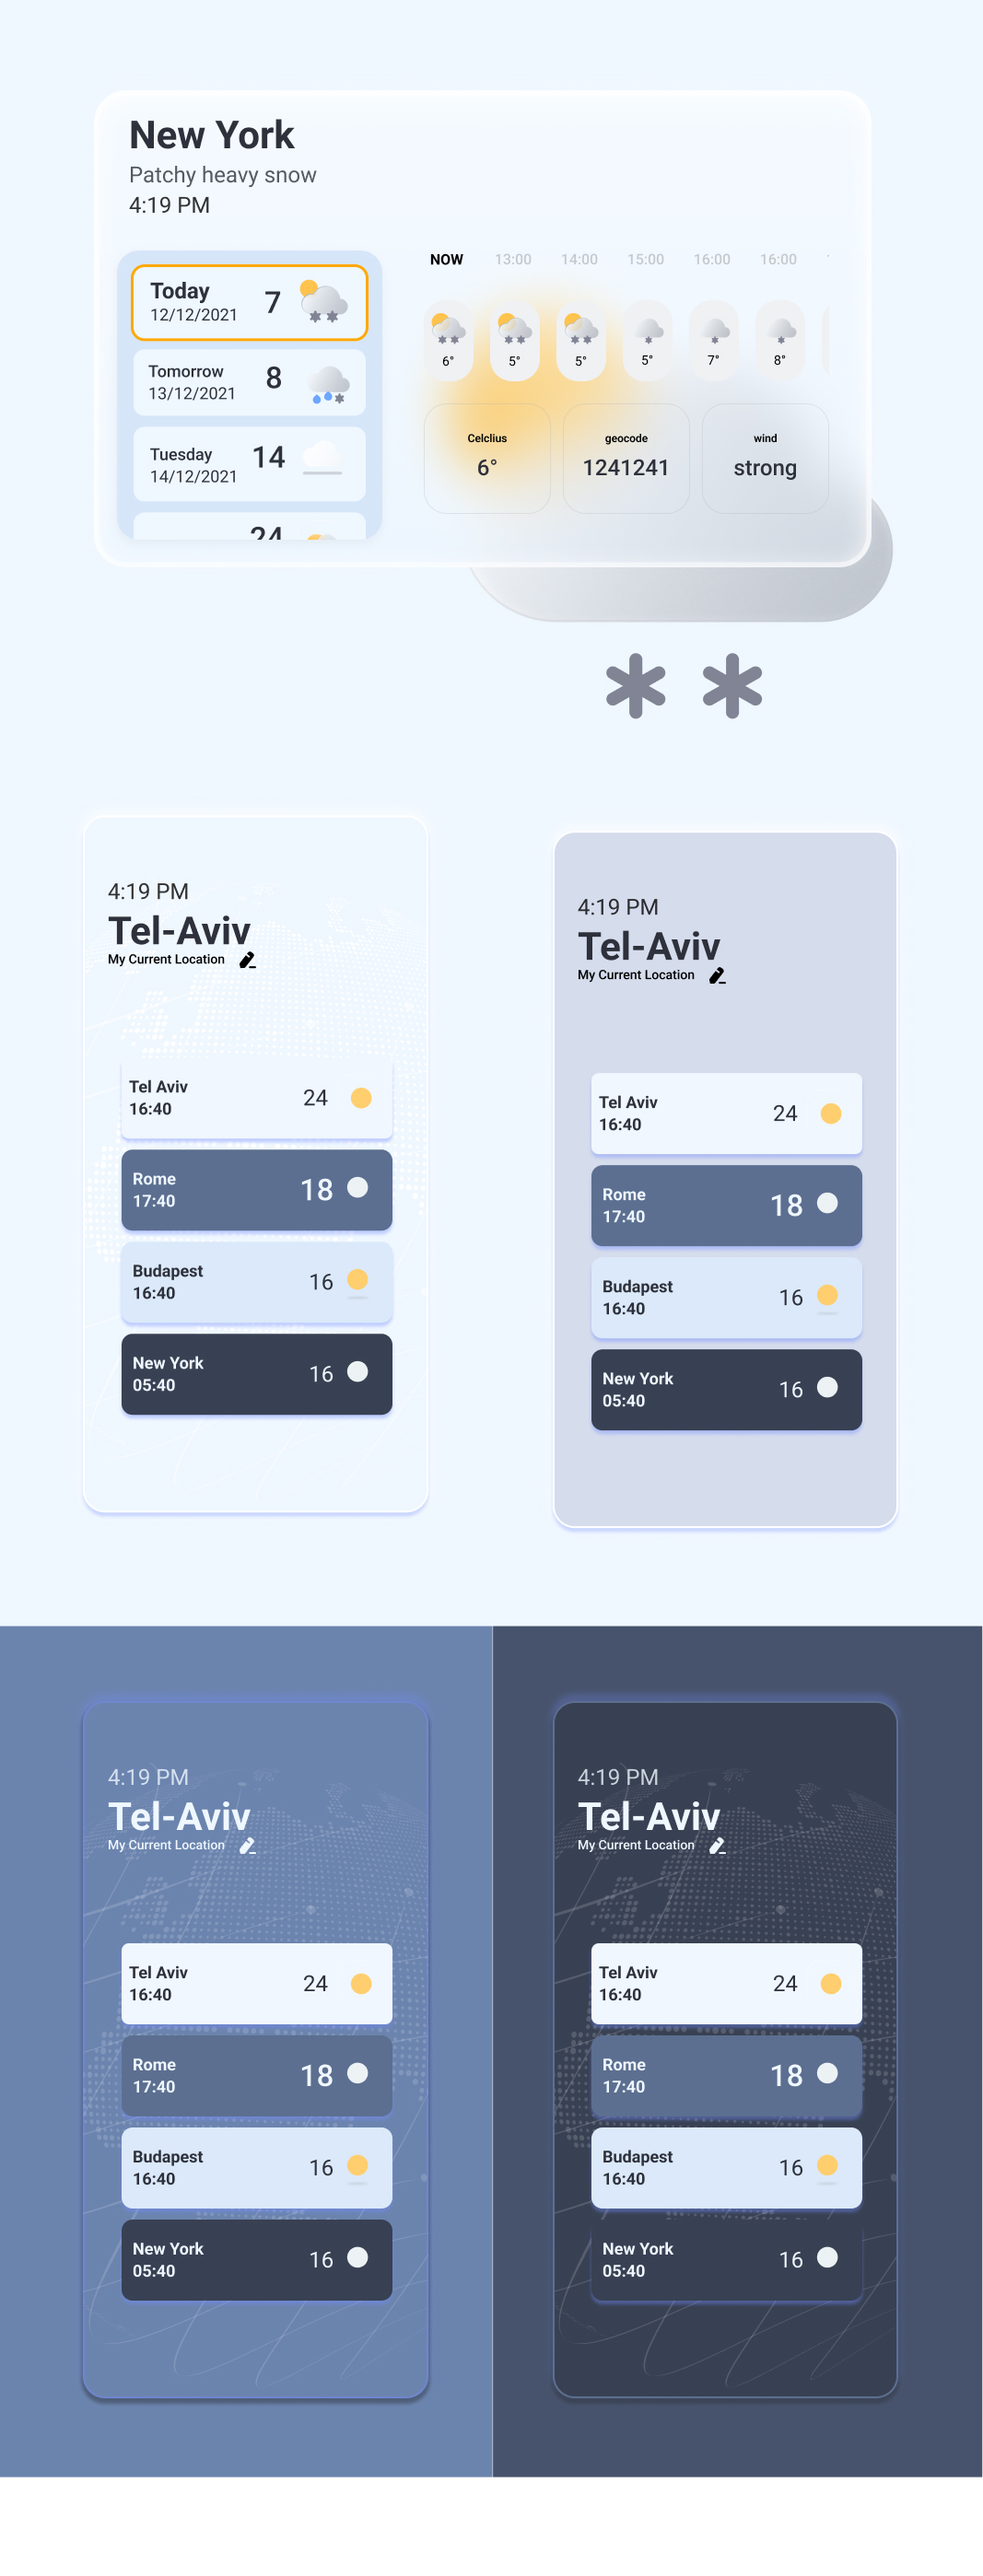 New York
Patchy heavy snow
4:19 PM
Today
12/12/2021
7
Tomorrow
13/12/2021
8
Tuesday
14/12/2021
14
24
NOW 13:00 14:00 15:00 16:00 16:00
6° 5° 5° 5° 7° 8°
Celclius
6°
geocode
1241241
wind
strong
4:19 PM
Tel-Aviv
My Current Location
Tel Aviv
16:40
24
Rome
17:40
18
Budapest
16:40
16
New York
05:40
16
4:19 PM
Tel-Aviv
My Current Location
Tel Aviv
16:40
24
Rome
17:40
18
Budapest
16:40
16
New York
05:40
16
4:19 PM
Tel-Aviv
My Current Location
Tel Aviv
16:40
24
Rome
17:40
18
Budapest
16:40
16
New York
05:40
16
4:19 PM
Tel-Aviv
My Current Location
Tel Aviv
16:40
24
Rome
17:40
18
Budapest
16:40
16
New York
05:40
16